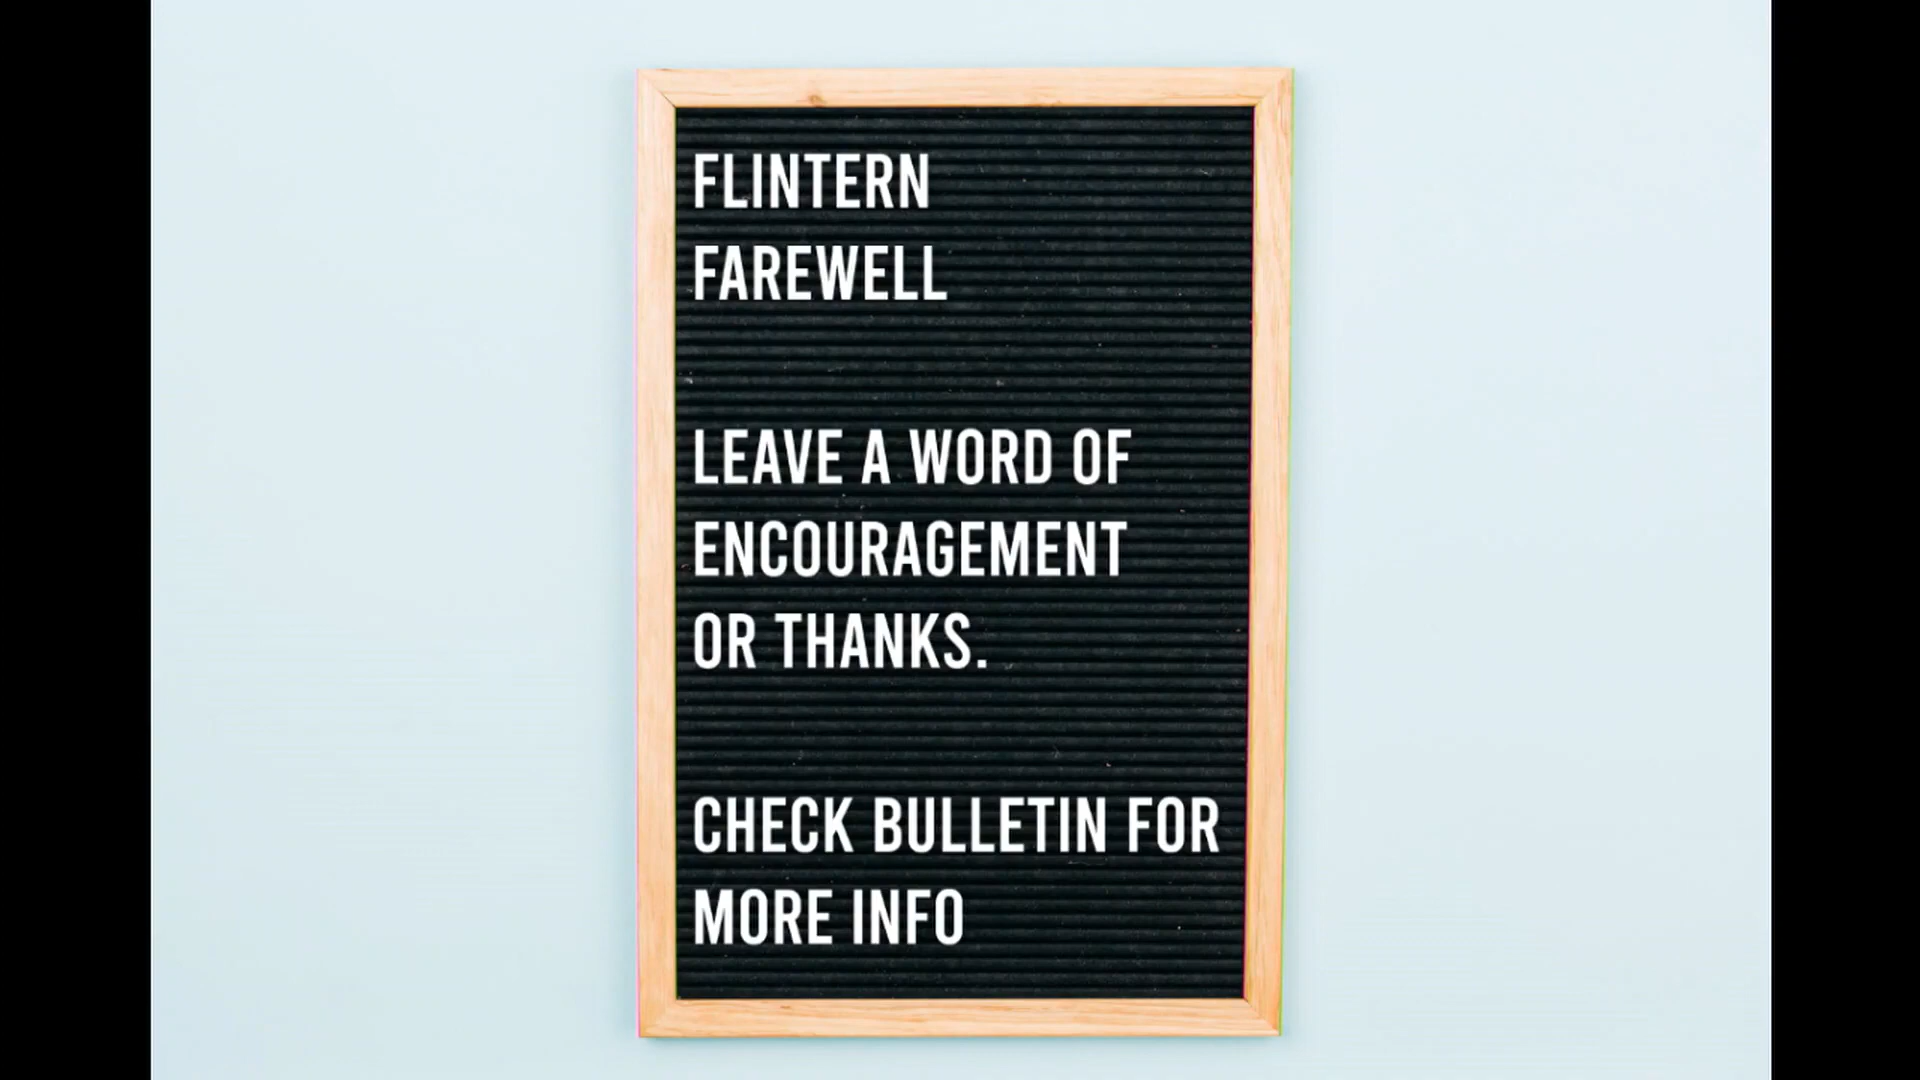 FLINTERN
FAREWELL
LEAVE A WORD OF
ENCOURAGEMENT
OR THANKS.
CHECK BULLETIN FOR
MORE INFO